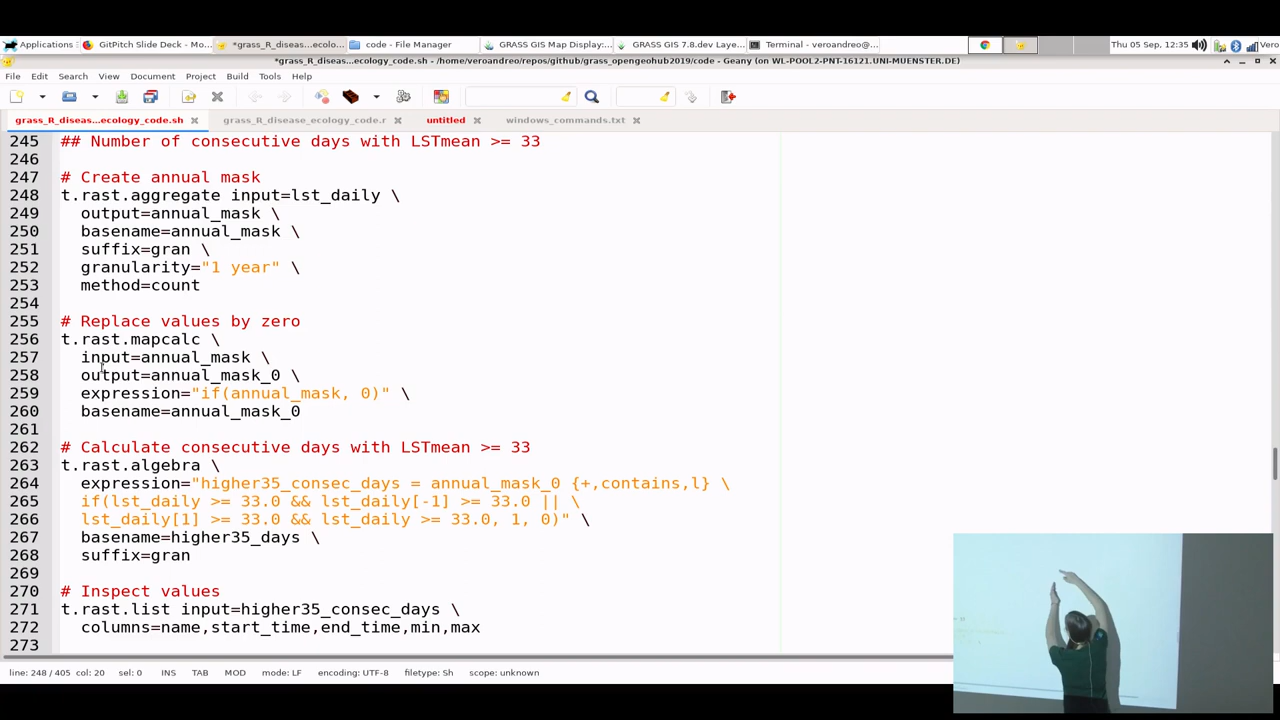 Applications
GitPitch Slide Deck - Mo...
*grass_R_diseas...ecolo...
code - File Manager
GRASS GIS Map Display:...
GRASS GIS 7.8.dev Laye...
Terminal - veroandreo@...
Thu 05 Sep, 12:35
Vero
*grass_R_diseas...ecology_code.sh - /home/veroandreo/repos/github/grass_opengeohub2019/code - Geany (on WL-POOL2-PNT-16121.UNI-MUENSTER.DE)
File Edit Search View Document Project Build Tools Help
grass_R_diseas...ecology_code.sh grass_R_disease_ecology_code.r untitled windows_commands.txt
245 ## Number of consecutive days with LSTmean >= 33
246
247 # Create annual mask
248 t.rast.aggregate input=lst_daily \
249 output=annual_mask \
250 basename=annual_mask \
251 suffix=gran \
252 granularity="1 year" \
253 method=count
254
255 # Replace values by zero
256 t.rast.mapcalc \
257 input=annual_mask \
258 output=annual_mask_0 \
259 expression="if(annual_mask, 0)" \
260 basename=annual_mask_0
261
262 # Calculate consecutive days with LSTmean >= 33
263 t.rast.algebra \
264 expression="higher35_consec_days = annual_mask_0 {+,contains,l} \
265 if(lst_daily >= 33.0 && lst_daily[-1] >= 33.0 || \
266 lst_daily[1] >= 33.0 && lst_daily >= 33.0, 1, 0)" \
267 basename=higher35_days \
268 suffix=gran
269
270 # Inspect values
271 t.rast.list input=higher35_consec_days \
272 columns=name,start_time,end_time,min,max
273
line: 248 / 405 col: 20 sel: 0 INS TAB MOD mode: LF encoding: UTF-8 filetype: Sh scope: unknown